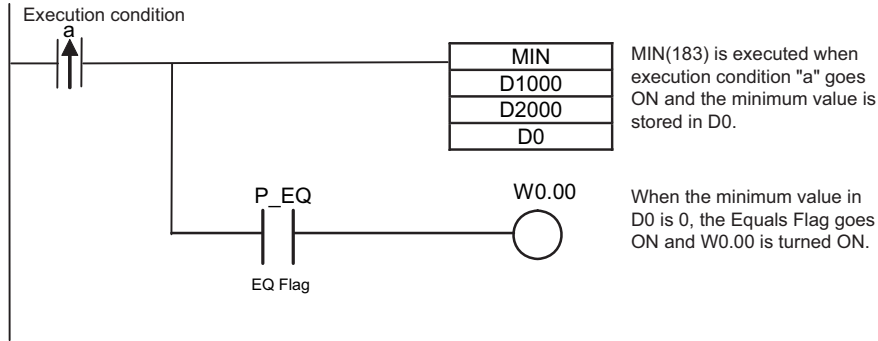 Execution condition
a
MIN
D1000
D2000
D0
MIN(183) is executed when
execution condition "a" goes
ON and the minimum value is
stored in D0.
P_EQ
EQ Flag
W0.00
When the minimum value in
D0 is 0, the Equals Flag goes
ON and W0.00 is turned ON.